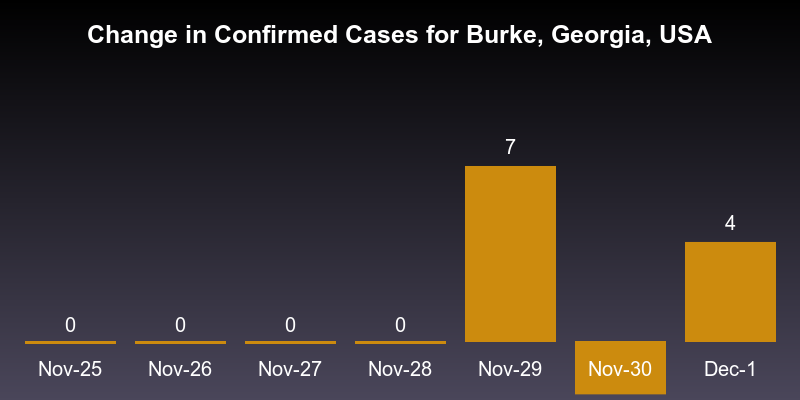 Change in Confirmed Cases for Burke, Georgia, USA
7
4
0 0 0 0
Nov-25 Nov-26 Nov-27 Nov-28 Nov-29 Nov-30 Dec-1